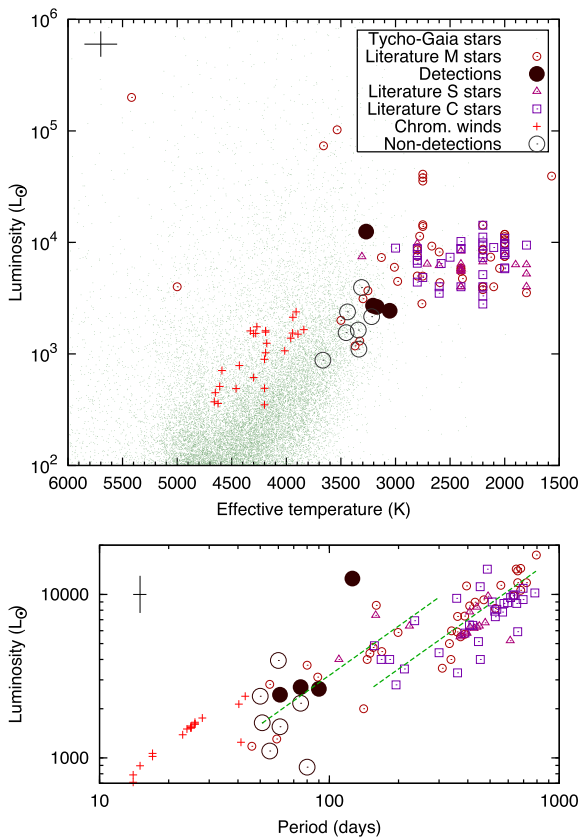 10^6
Tycho-Gaia stars
Literature M stars
Detections
Literature S stars
Literature C stars
Chrom. winds
Non-detections
10^5
10^4
10^3
10^2
Luminosity (L☉)
6000 5500 5000 4500 4000 3500 3000 2500 2000 1500
Effective temperature (K)
10000
1000
Luminosity (L☉)
10 100 1000
Period (days)